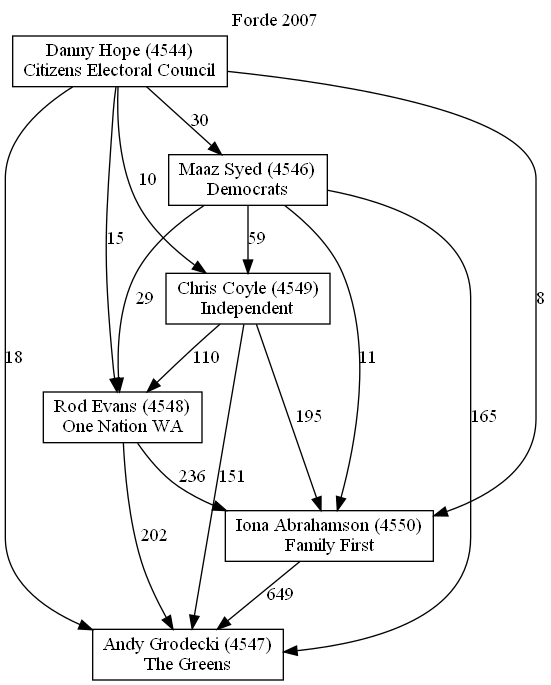 Forde 2007
Danny Hope (4544)
Citizens Electoral Council
30
Maaz Syed (4546)
Democrats
10
15
59
29
8
Chris Coyle (4549)
Independent
18
110
11
Rod Evans (4548)
One Nation WA
195
165
236
151
Iona Abrahamson (4550)
Family First
202
649
Andy Grodecki (4547)
The Greens